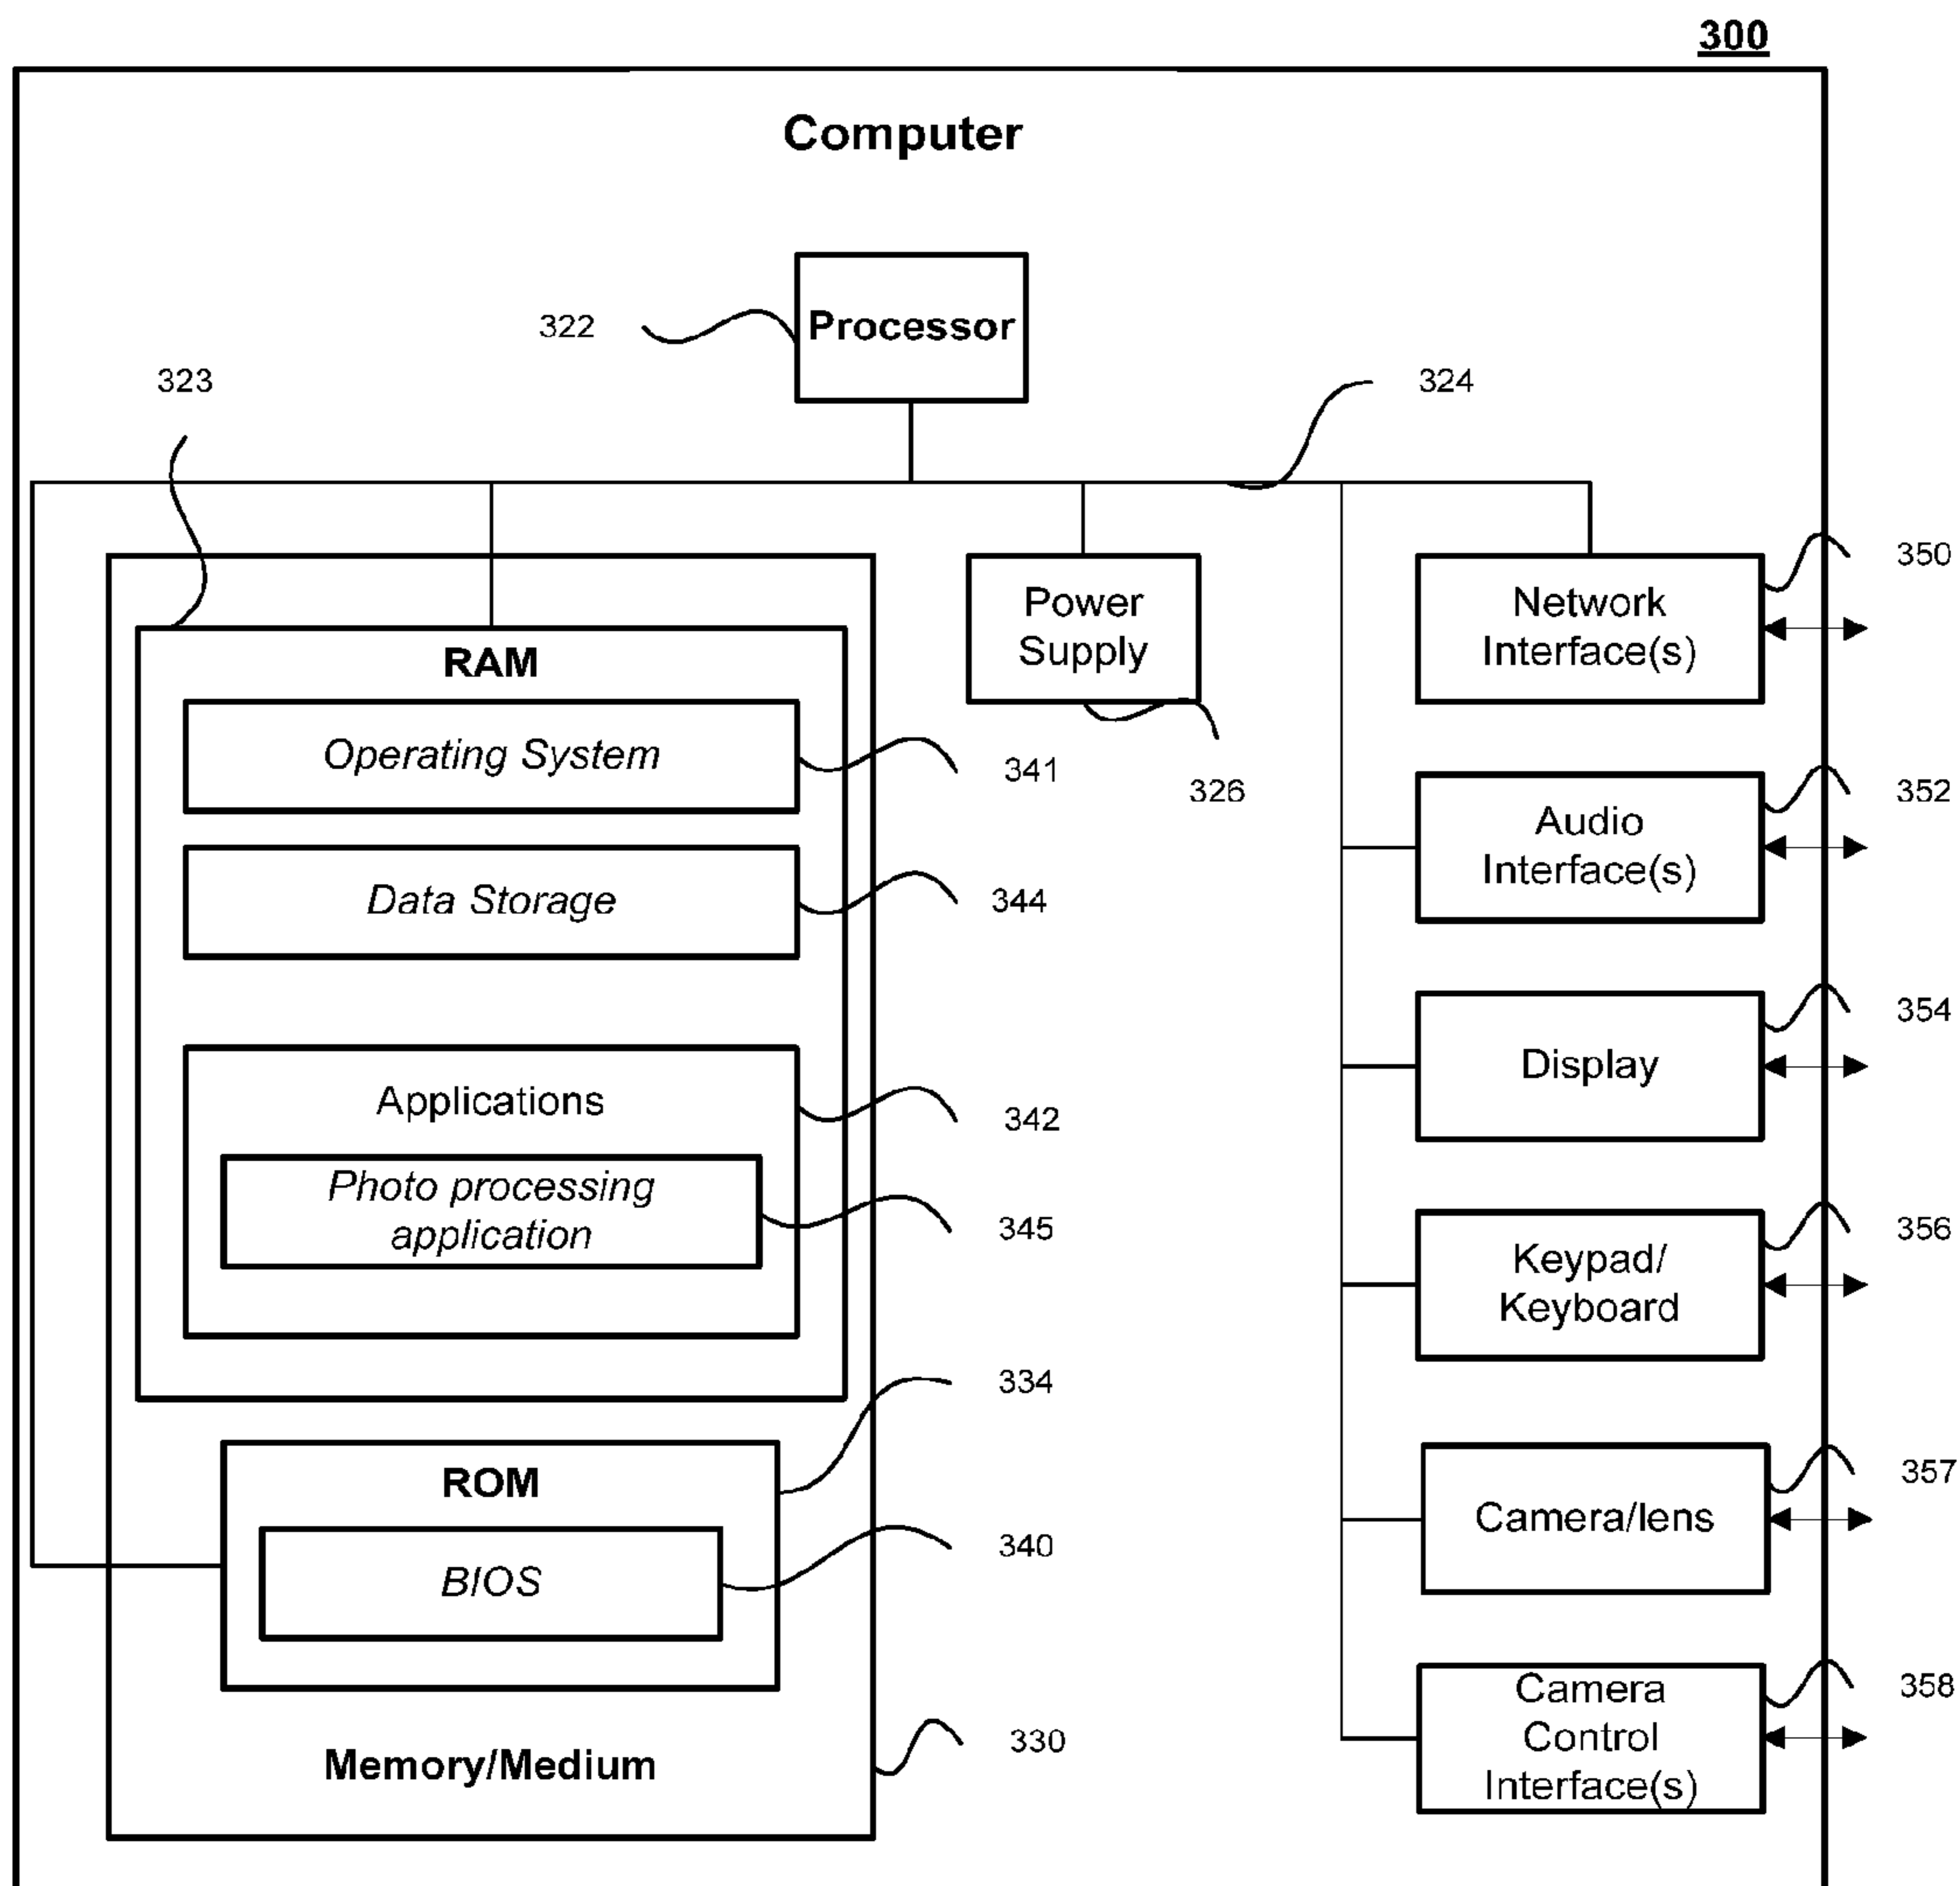 300
Computer
Processor
322
323
324
RAM
Operating System
341
Data Storage
344
Applications
342
Photo processing
application
345
334
ROM
BIOS
340
Memory/Medium
330
Power
Supply
326
Network
Interface(s)
350
Audio
Interface(s)
352
Display
354
Keypad/
Keyboard
356
Camera/lens
357
Camera
Control
Interface(s)
358